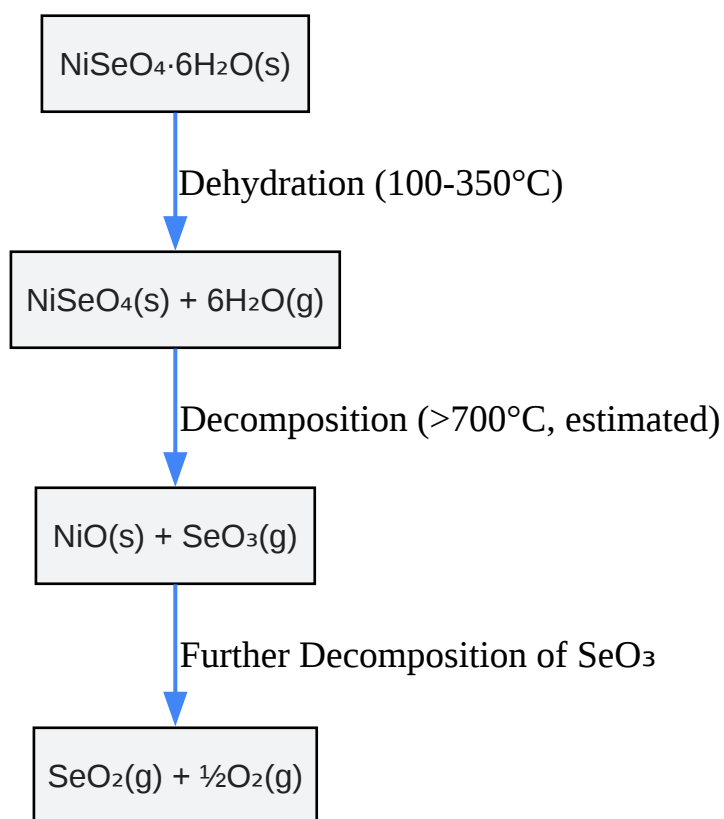 NiSeO₄·6H₂O(s)
Dehydration (100-350°C)
NiSeO₄(s) + 6H₂O(g)
Decomposition (>700°C, estimated)
NiO(s) + SeO₃(g)
Further Decomposition of SeO₃
SeO₂(g) + ½O₂(g)